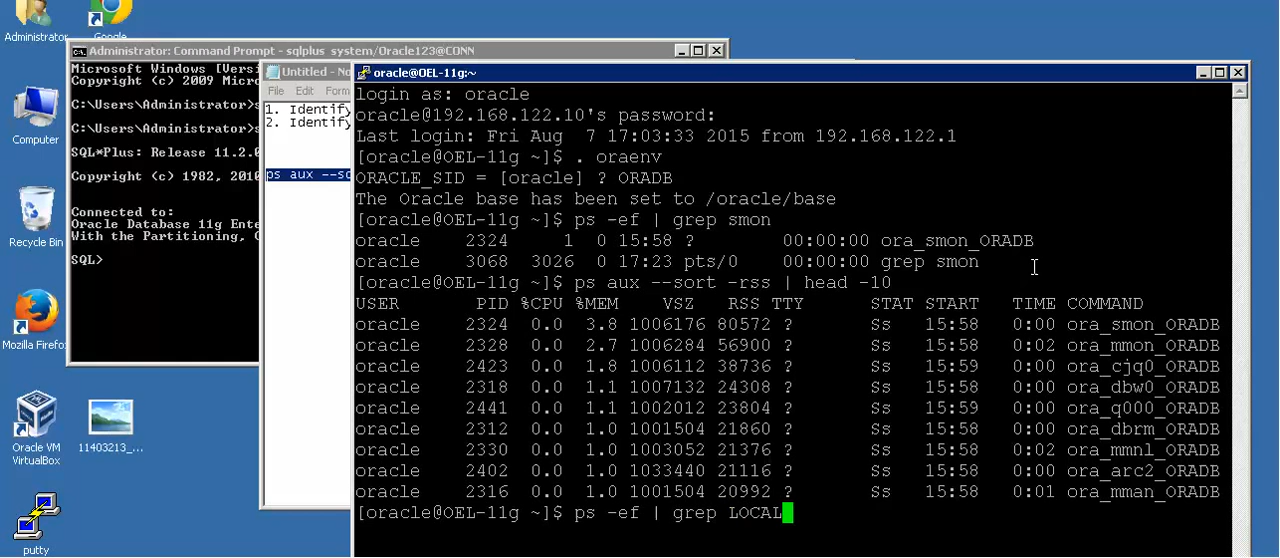 Administrator
Google
Computer
Recycle Bin
Mozilla Firefo
Oracle VM
VirtualBox
11403213_...
putty
Administrator: Command Prompt - sqlplus system/Oracle123@CONN
Microsoft Windows [Versi
Copyright (c) 2009 Micro
C:\Users\Administrator>s
C:\Users\Administrator>s
SQL*Plus: Release 11.2.0
Copyright (c) 1982, 2010
Connected to:
Oracle Database 11g Ente
With the Partitioning, O
SQL>
Untitled - No
File Edit Form
1. Identify
2. Identify
ps aux --so
oracle@OEL-11g:~
login as: oracle
oracle@192.168.122.10's password:
Last login: Fri Aug  7 17:03:33 2015 from 192.168.122.1
[oracle@OEL-11g ~]$ . oraenv
ORACLE_SID = [oracle] ? ORADB
The Oracle base has been set to /oracle/base
[oracle@OEL-11g ~]$ ps -ef | grep smon
oracle    2324     1  0 15:58 ?        00:00:00 ora_smon_ORADB
oracle    3068  3026  0 17:23 pts/0    00:00:00 grep smon
[oracle@OEL-11g ~]$ ps aux --sort -rss | head -10
USER       PID %CPU %MEM    VSZ   RSS TTY      STAT START   TIME COMMAND
oracle    2324  0.0  3.8 1006176 80572 ?       Ss   15:58   0:00 ora_smon_ORADB
oracle    2328  0.0  2.7 1006284 56900 ?       Ss   15:58   0:02 ora_mmon_ORADB
oracle    2423  0.0  1.8 1006112 38736 ?       Ss   15:59   0:00 ora_cjq0_ORADB
oracle    2318  0.0  1.1 1007132 24308 ?       Ss   15:58   0:00 ora_dbw0_ORADB
oracle    2441  0.0  1.1 1002012 23804 ?       Ss   15:59   0:00 ora_q000_ORADB
oracle    2312  0.0  1.0 1001504 21860 ?       Ss   15:58   0:00 ora_dbrm_ORADB
oracle    2330  0.0  1.0 1003052 21376 ?       Ss   15:58   0:02 ora_mmnl_ORADB
oracle    2402  0.0  1.0 1033440 21116 ?       Ss   15:58   0:00 ora_arc2_ORADB
oracle    2316  0.0  1.0 1001504 20992 ?       Ss   15:58   0:01 ora_mman_ORADB
[oracle@OEL-11g ~]$ ps -ef | grep LOCAL